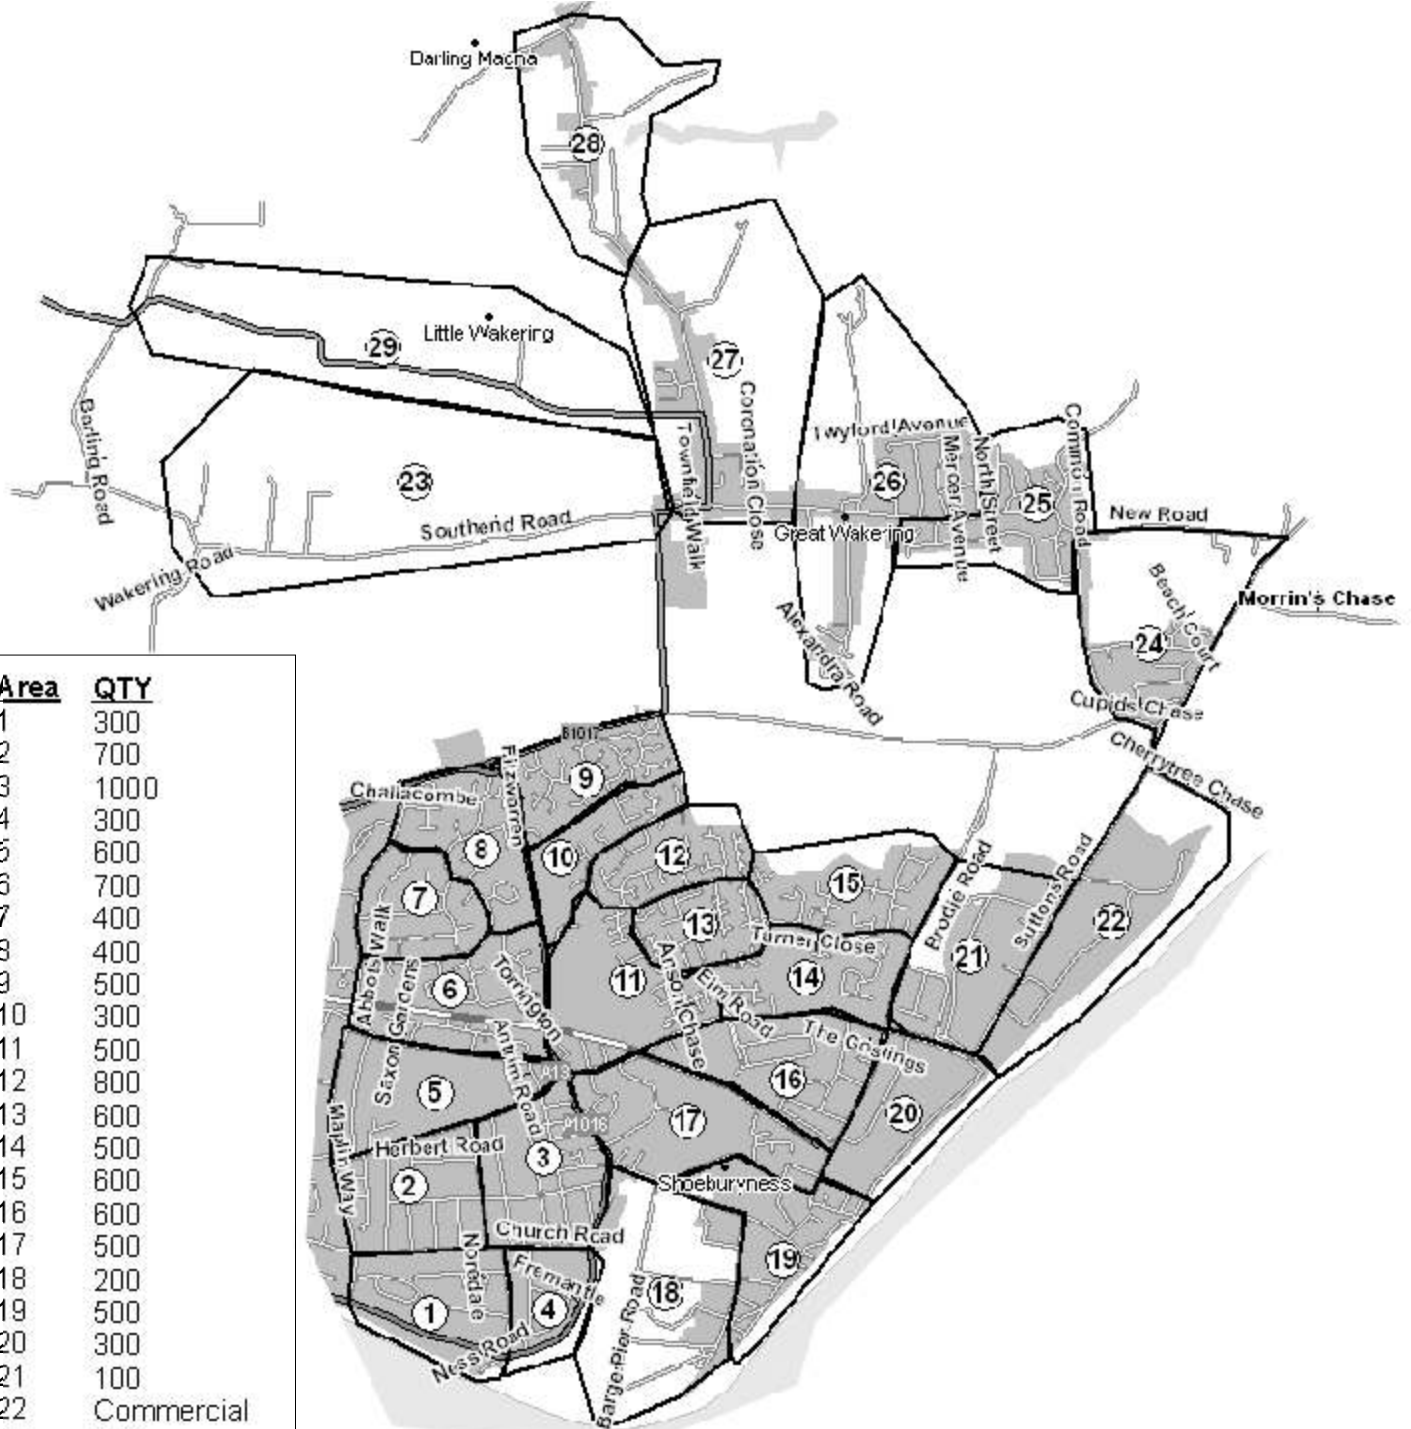 Darling Magna
28
Little Wakering
29
27
Coronation Close
Barling Road
23
Townfield Walk
Twyford Avenue
Mercer Avenue
North Street
Common Road
26
25
New Road
Southend Road
Great Wakering
Wakering Road
Beach Court
Morrin's Chase
24
Alexandra Road
Cupids Chase
Cherrytree Chase
Area QTY
1 300
2 700
3 1000
4 300
5 600
6 700
7 400
8 400
9 500
10 300
11 500
12 800
13 600
14 500
15 600
16 600
17 500
18 200
19 500
20 300
21 100
22 Commercial
B1017
Fitzwarren
9
Challacombe
8
10
12
7
15
Brodie Road
Suttons Road
22
13
Turner Close
Abbots Walk
Saxon Gardens
6
Torrington
11
Anson Chase
Elm Road
14
21
The Gostings
Antrim Road
A13
5
16
20
Maplin Way
A1016
17
Herbert Road
3
2
Shoeburyness
Church Road
Noredale
Fremantle
19
18
1
4
Ness Road
Barge Pier Road